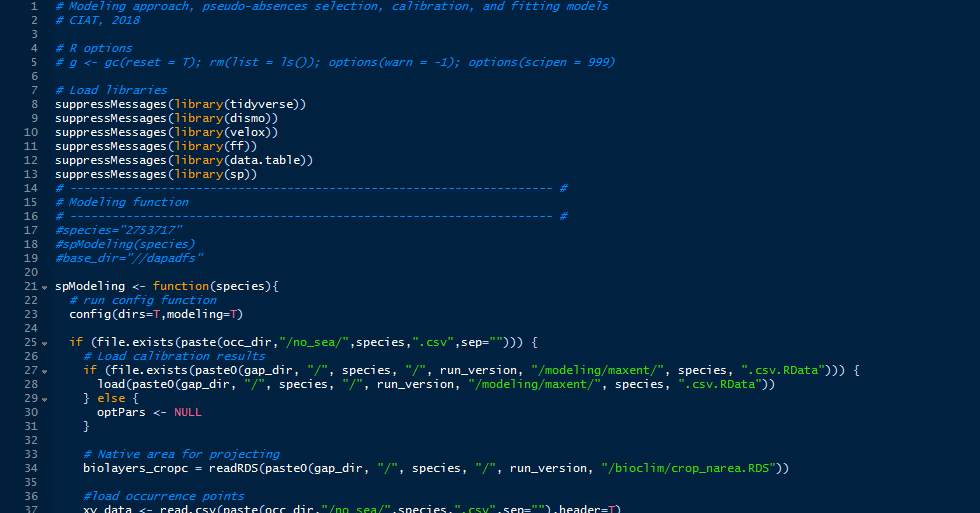 1 # Modeling approach, pseudo-absences selection, calibration, and fitting models
2 # CIAT, 2018
3
4 # R options
5 # g <- gc(reset = T); rm(list = ls()); options(warn = -1); options(scipen = 999)
6
7 # Load libraries
8 suppressMessages(library(tidyverse))
9 suppressMessages(library(dismo))
10 suppressMessages(library(velox))
11 suppressMessages(library(ff))
12 suppressMessages(library(data.table))
13 suppressMessages(library(sp))
14 # --------------------------------------------------------------------- #
15 # Modeling function
16 # --------------------------------------------------------------------- #
17 #species="2753717"
18 #spModeling(species)
19 #base_dir="//dapadfs"
20
21 spModeling <- function(species){
22 # run config function
23 config(dirs=T,modeling=T)
24
25 if (file.exists(paste(occ_dir,"/no_sea/",species,".csv",sep=""))) {
26 # Load calibration results
27 if (file.exists(paste0(gap_dir, "/", species, "/", run_version, "/modeling/maxent/", species, ".csv.RData"))) {
28 load(paste0(gap_dir, "/", species, "/", run_version, "/modeling/maxent/", species, ".csv.RData"))
29 } else {
30 optPars <- NULL
31 }
32
33 # Native area for projecting
34 biolayers_cropc = readRDS(paste0(gap_dir, "/", species, "/", run_version, "/bioclim/crop_narea.RDS"))
35
36 #load occurrence points
37 xy_data <- read.csv(paste(occ_dir,"/no_sea/",species,".csv",sep=""),header=T)